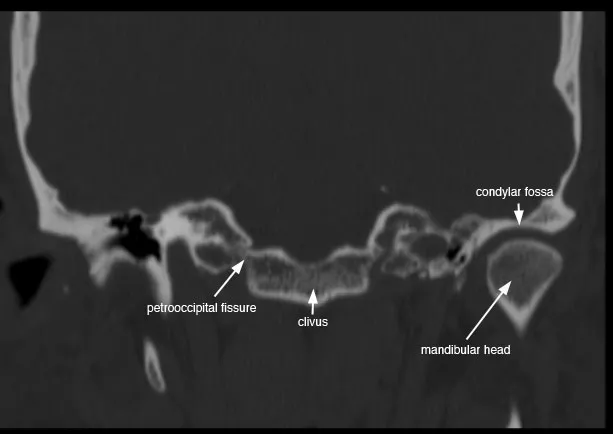 condylar fossa
petrooccipital fissure
clivus
mandibular head